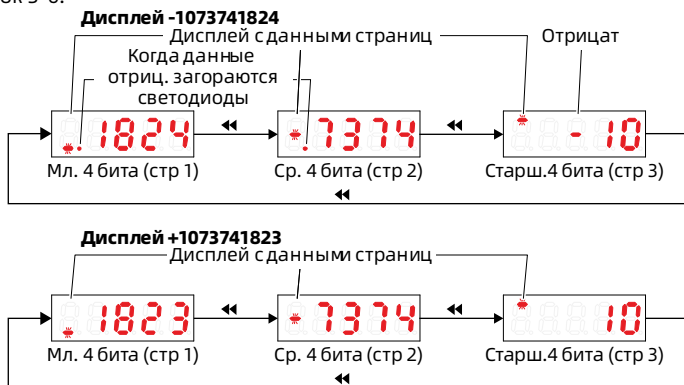 Дисплей -1073741824
Дисплей с данными страниц
Отрицат
Когда данные
отриц. загораются
светодиоды
1824
7374
- 10
Мл. 4 бита (стр 1)
Ср. 4 бита (стр 2)
Старш.4 бита (стр 3)
Дисплей +1073741823
Дисплей с данными страниц
1823
7374
10
Мл. 4 бита (стр 1)
Ср. 4 бита (стр 2)
Старш.4 бита (стр 3)